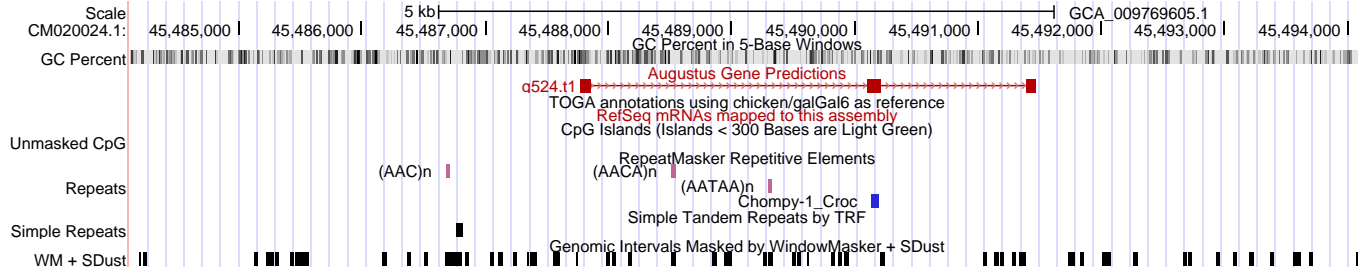 Scale 5 kb GCA_009769605.1
CM020024.1: 45,485,000 45,486,000 45,487,000 45,488,000 45,489,000 45,490,000 45,491,000 45,492,000 45,493,000 45,494,000
GC Percent in 5-Base Windows
GC Percent
Augustus Gene Predictions
g524.t1
TOGA annotations using chicken/galGal6 as reference
RefSeq mRNAs mapped to this assembly
CpG Islands (Islands < 300 Bases are Light Green)
Unmasked CpG
RepeatMasker Repetitive Elements
(AAC)n (AACA)n
Repeats (AATAA)n
Chompy-1_Croc
Simple Tandem Repeats by TRF
Simple Repeats
Genomic Intervals Masked by WindowMasker + SDust
WM + SDust